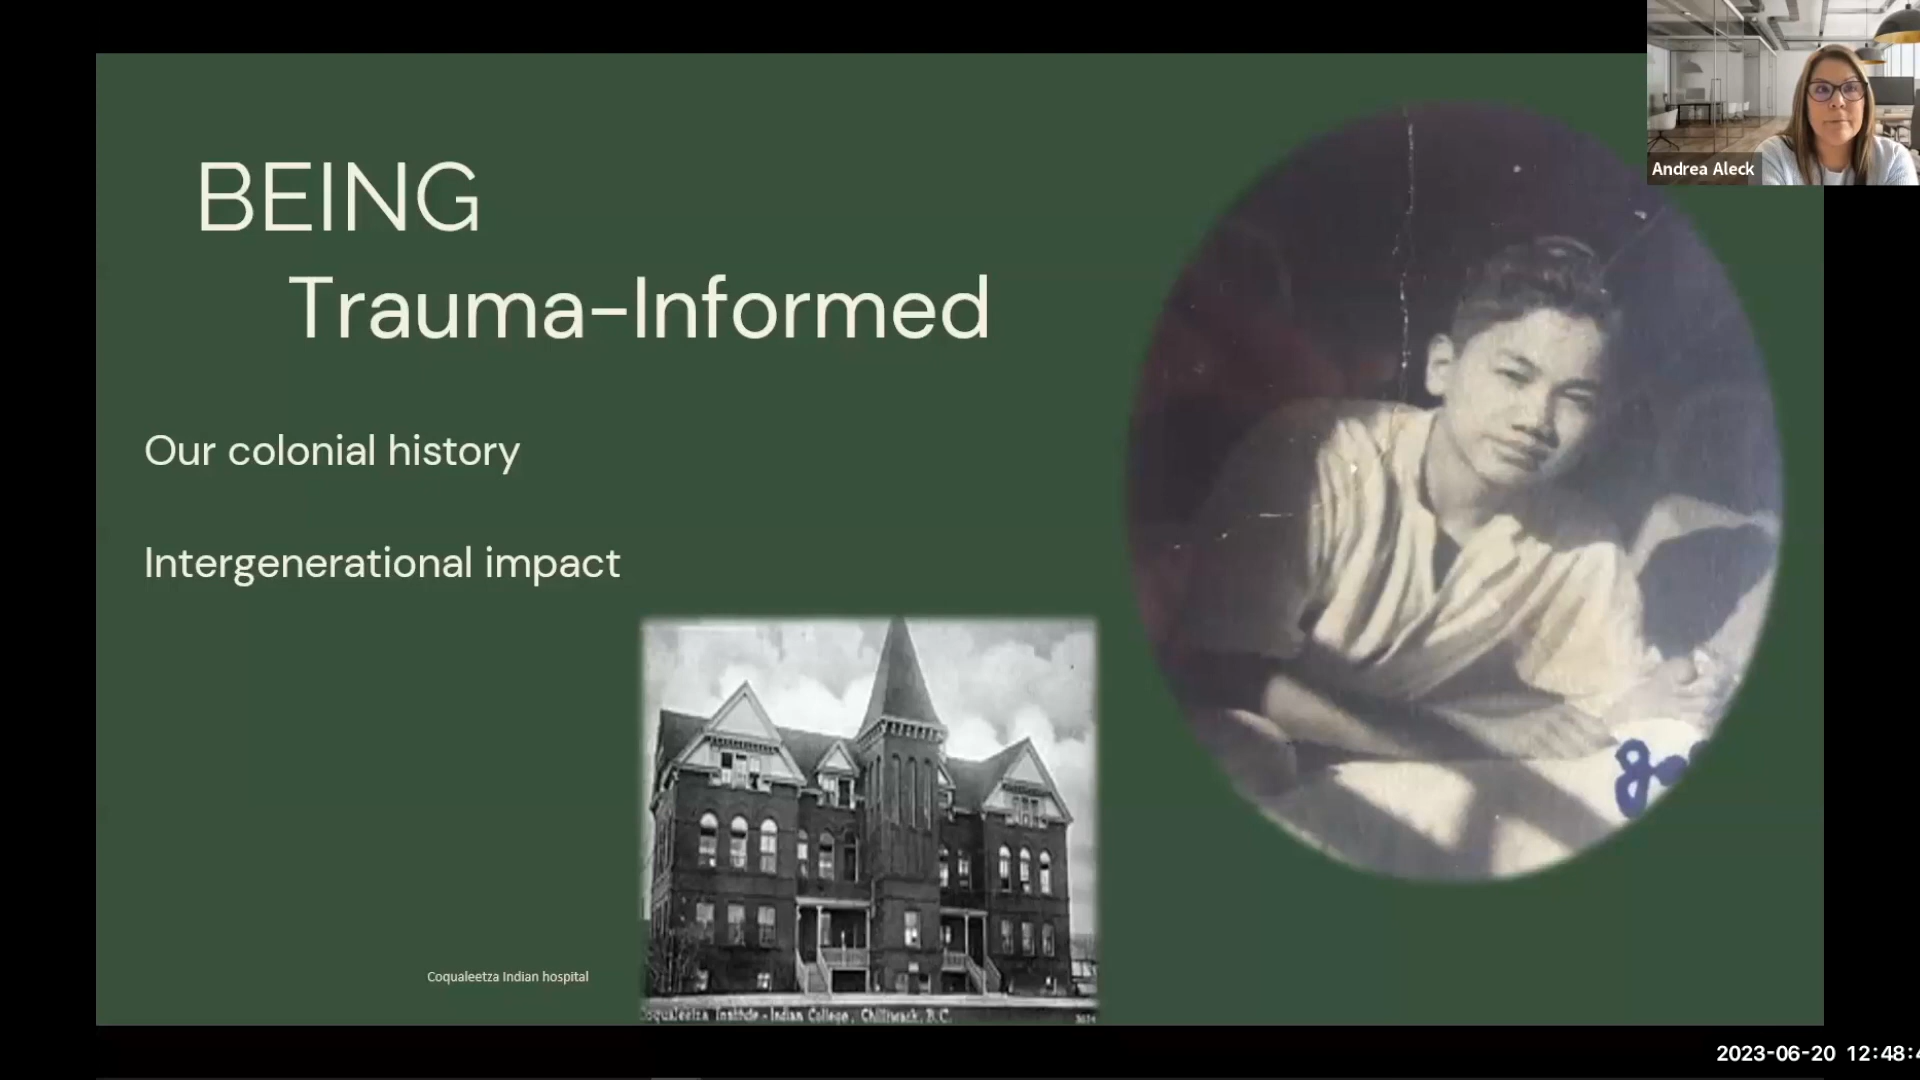 BEING
Trauma-Informed
Our colonial history
Intergenerational impact
Coqualeetza Indian hospital
Coqualeetza Institute - Indian College, Chilliwack, B.C.
Andrea Aleck
2023-06-20 12:48:4